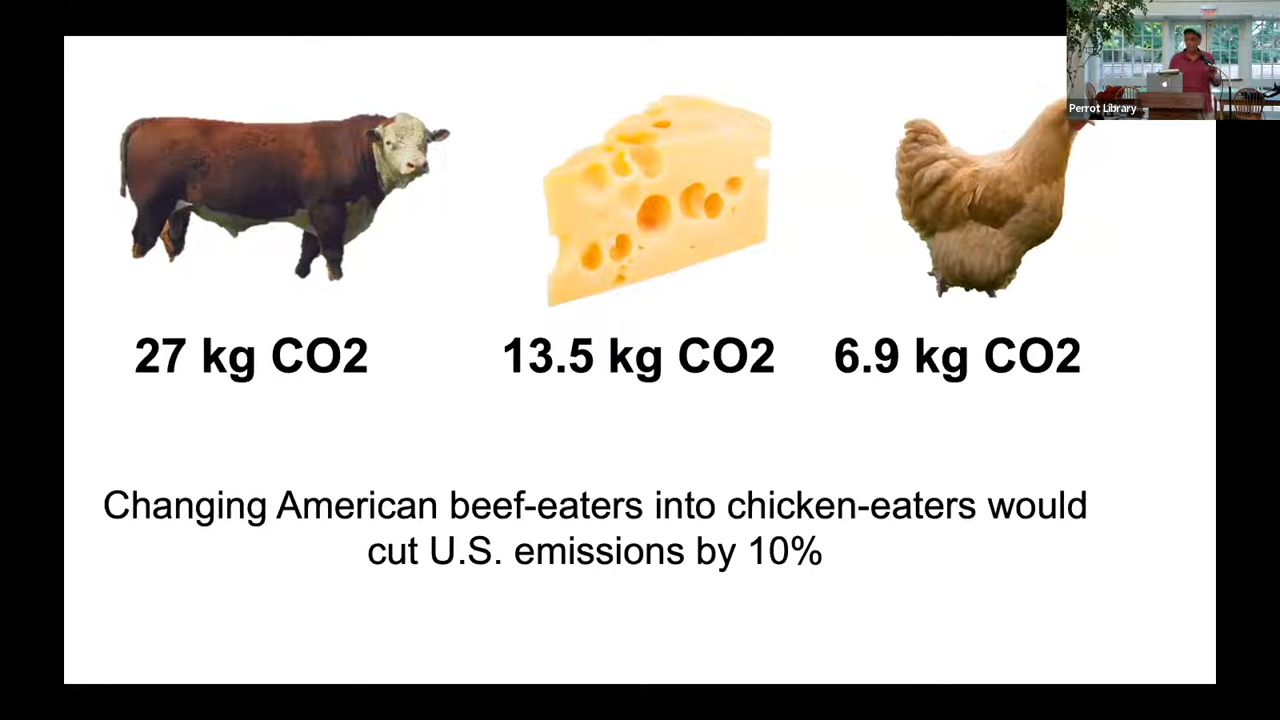 Perrot Library
27 kg CO2
13.5 kg CO2
6.9 kg CO2
Changing American beef-eaters into chicken-eaters would
cut U.S. emissions by 10%